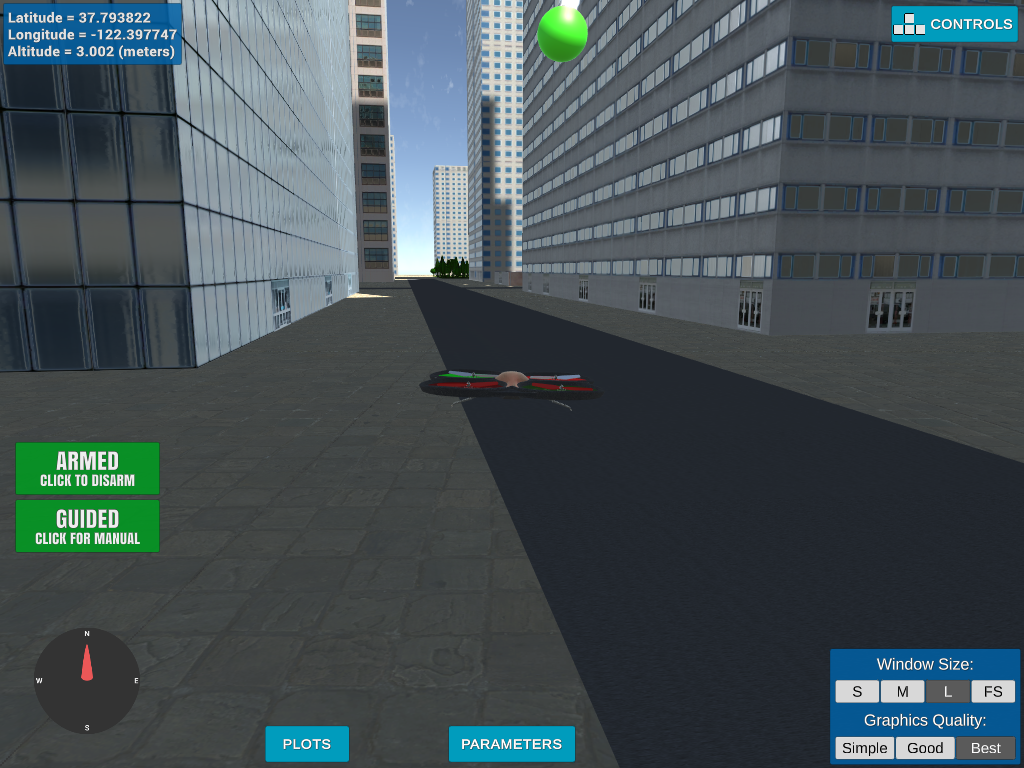 Latitude = 37.793822
Longitude = -122.397747
Altitude = 3.002 (meters)
CONTROLS
ARMED
CLICK TO DISARM
GUIDED
CLICK FOR MANUAL
N
W E
S
PLOTS
PARAMETERS
Window Size:
S M L FS
Graphics Quality:
Simple Good Best